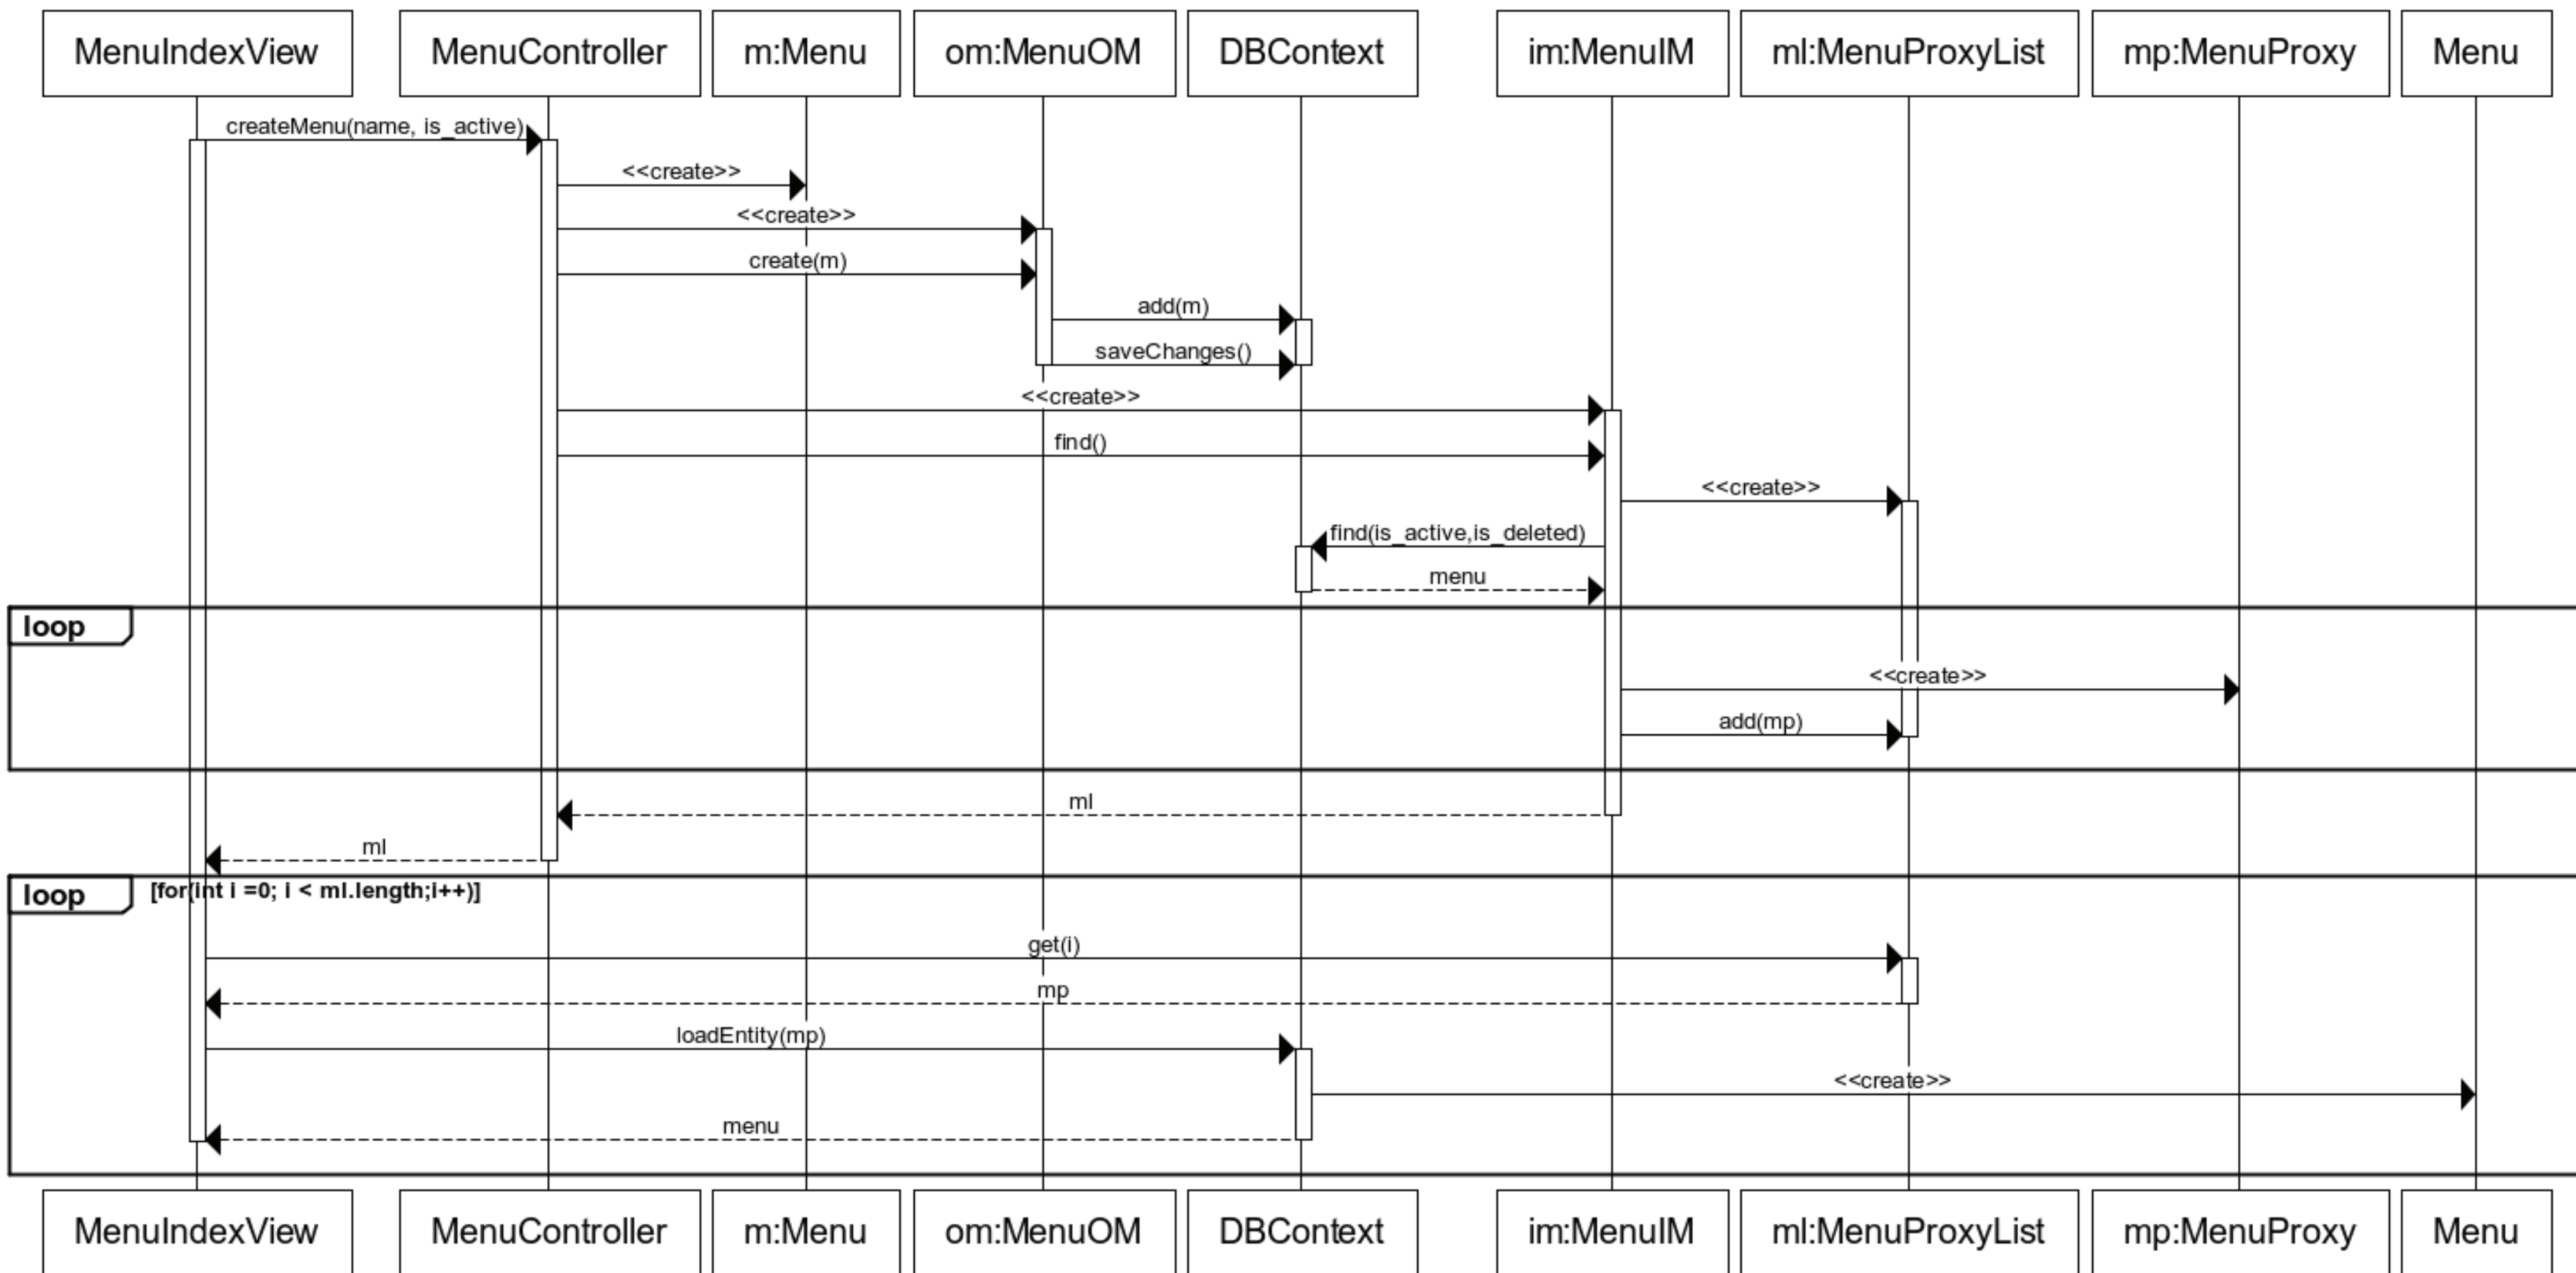 MenuIndexView
MenuController
m:Menu
om:MenuOM
DBContext
im:MenuIM
ml:MenuProxyList
mp:MenuProxy
Menu
createMenu(name, is_active)
<<create>>
<<create>>
create(m)
add(m)
saveChanges()
<<create>>
find()
<<create>>
find(is_active,is_deleted)
menu
loop
<<create>>
add(mp)
ml
ml
loop [for(int i =0; i < ml.length;i++)]
get(i)
mp
loadEntity(mp)
<<create>>
menu
MenuIndexView
MenuController
m:Menu
om:MenuOM
DBContext
im:MenuIM
ml:MenuProxyList
mp:MenuProxy
Menu